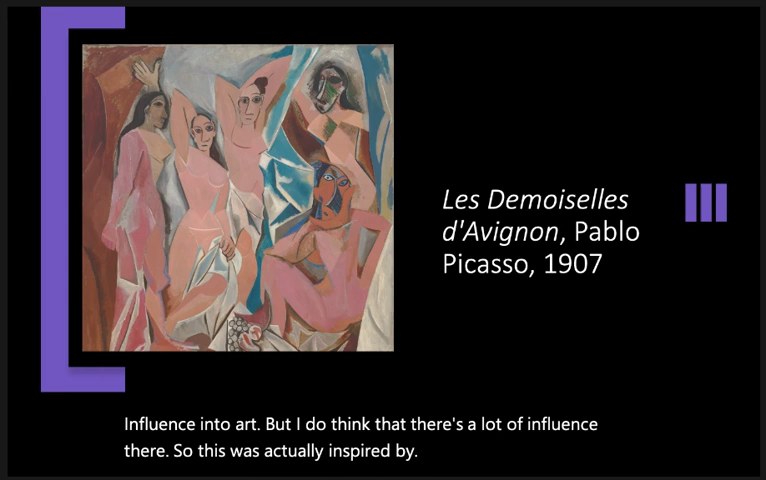 Les Demoiselles
d'Avignon, Pablo
Picasso, 1907
Influence into art. But I do think that there's a lot of influence
there. So this was actually inspired by.